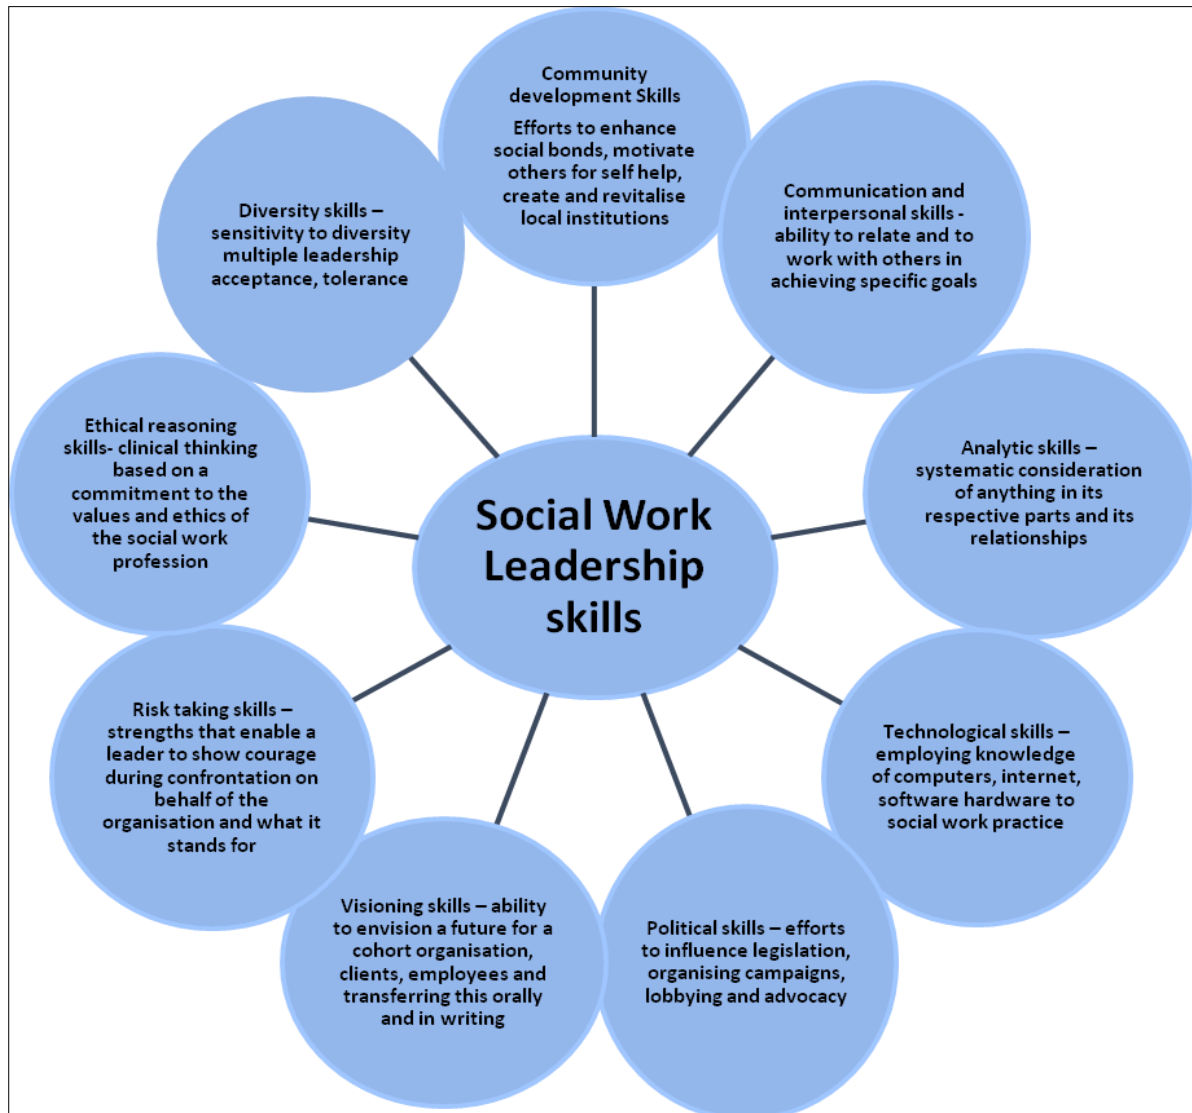 Community
development Skills
Efforts to enhance
social bonds, motivate
others for self help,
create and revitalise
local institutions
Communication and
interpersonal skills -
ability to relate and to
work with others in
achieving specific goals
Analytic skills –
systematic consideration
of anything in its
respective parts and its
relationships
Technological skills –
employing knowledge
of computers, internet,
software hardware to
social work practice
Political skills – efforts
to influence legislation,
organising campaigns,
lobbying and advocacy
Visioning skills – ability
to envision a future for a
cohort organisation,
clients, employees and
transferring this orally
and in writing
Risk taking skills –
strengths that enable a
leader to show courage
during confrontation on
behalf of the
organisation and what it
stands for
Ethical reasoning
skills- clinical thinking
based on a
commitment to the
values and ethics of
the social work
profession
Diversity skills –
sensitivity to diversity
multiple leadership
acceptance, tolerance
Social Work
Leadership
skills